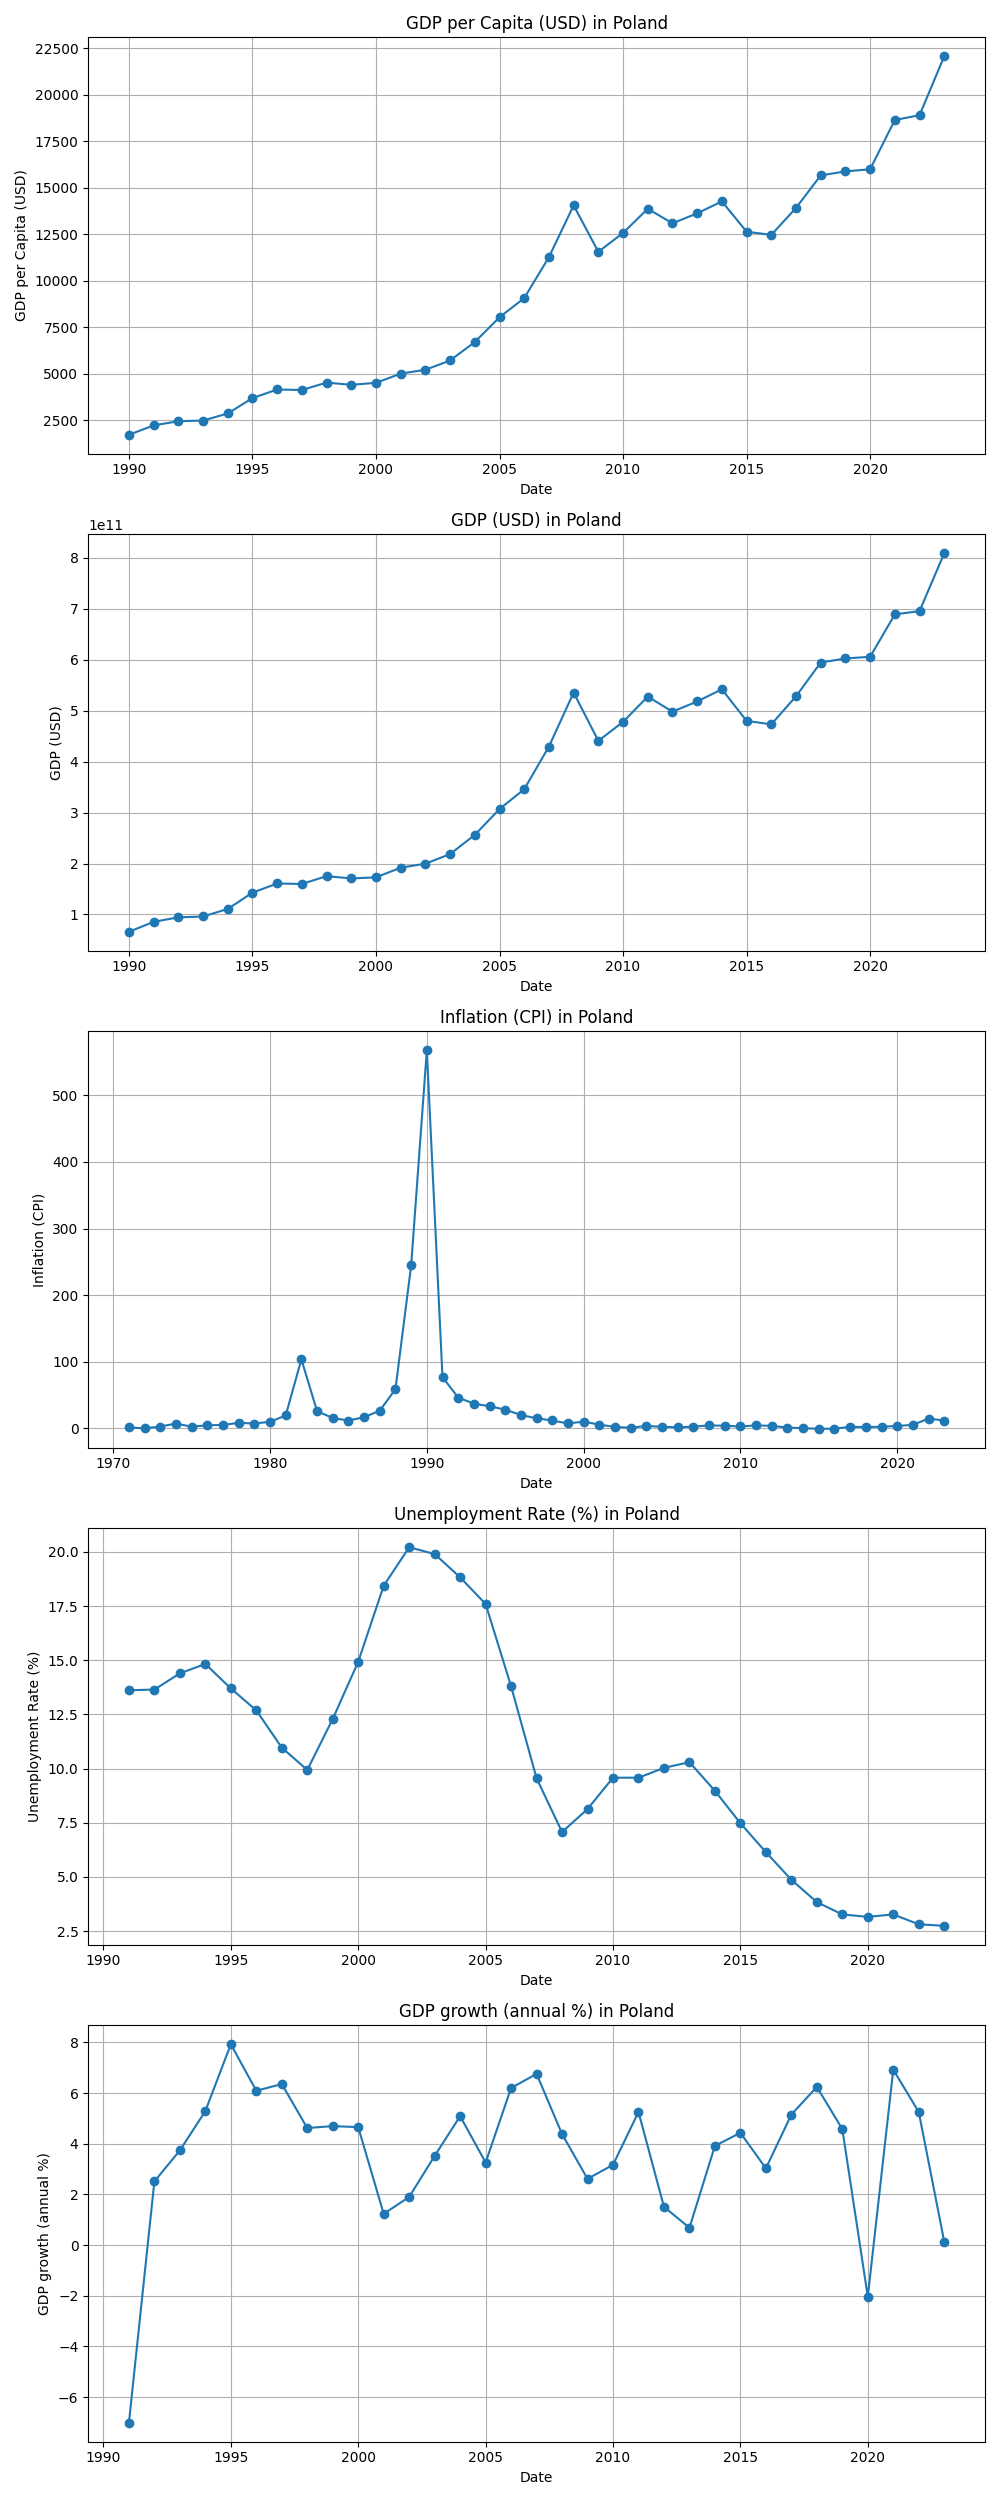 GDP per Capita (USD) in Poland
22500
20000
17500
15000
12500
10000
7500
5000
2500
GDP per Capita (USD)
1990 1995 2000 2005 2010 2015 2020
Date
GDP (USD) in Poland
1e11
8
7
6
5
4
3
2
1
GDP (USD)
1990 1995 2000 2005 2010 2015 2020
Date
Inflation (CPI) in Poland
500
400
300
200
100
0
Inflation (CPI)
1970 1980 1990 2000 2010 2020
Date
Unemployment Rate (%) in Poland
20.0
17.5
15.0
12.5
10.0
7.5
5.0
2.5
Unemployment Rate (%)
1990 1995 2000 2005 2010 2015 2020
Date
GDP growth (annual %) in Poland
8
6
4
2
0
−2
−4
−6
GDP growth (annual %)
1990 1995 2000 2005 2010 2015 2020
Date